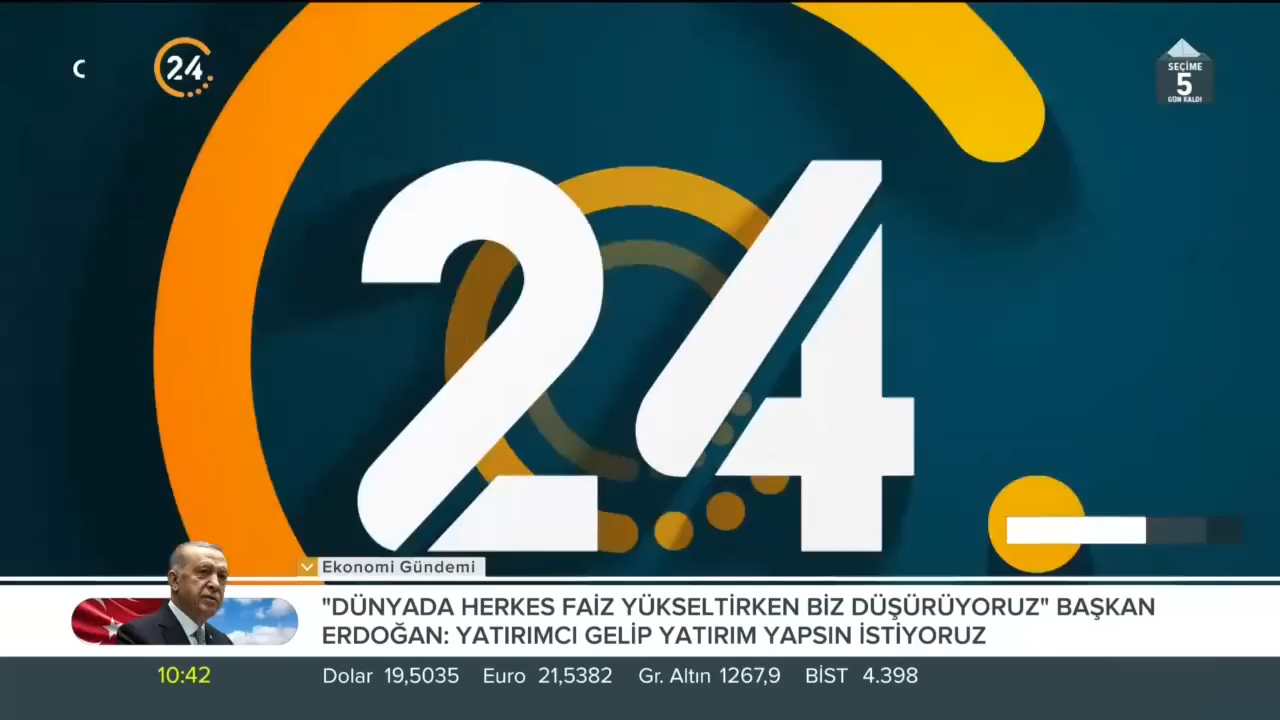 C
24
SEÇİME
5
GÜN KALDI
24
Ekonomi Gündemi
"DÜNYADA HERKES FAİZ YÜKSELTİRKEN BİZ DÜŞÜRÜYORUZ" BAŞKAN
ERDOĞAN: YATIRIMCI GELİP YATIRIM YAPSIN İSTİYORUZ
10:42 Dolar 19,5035 Euro 21,5382 Gr. Altın 1267,9 BİST 4.398